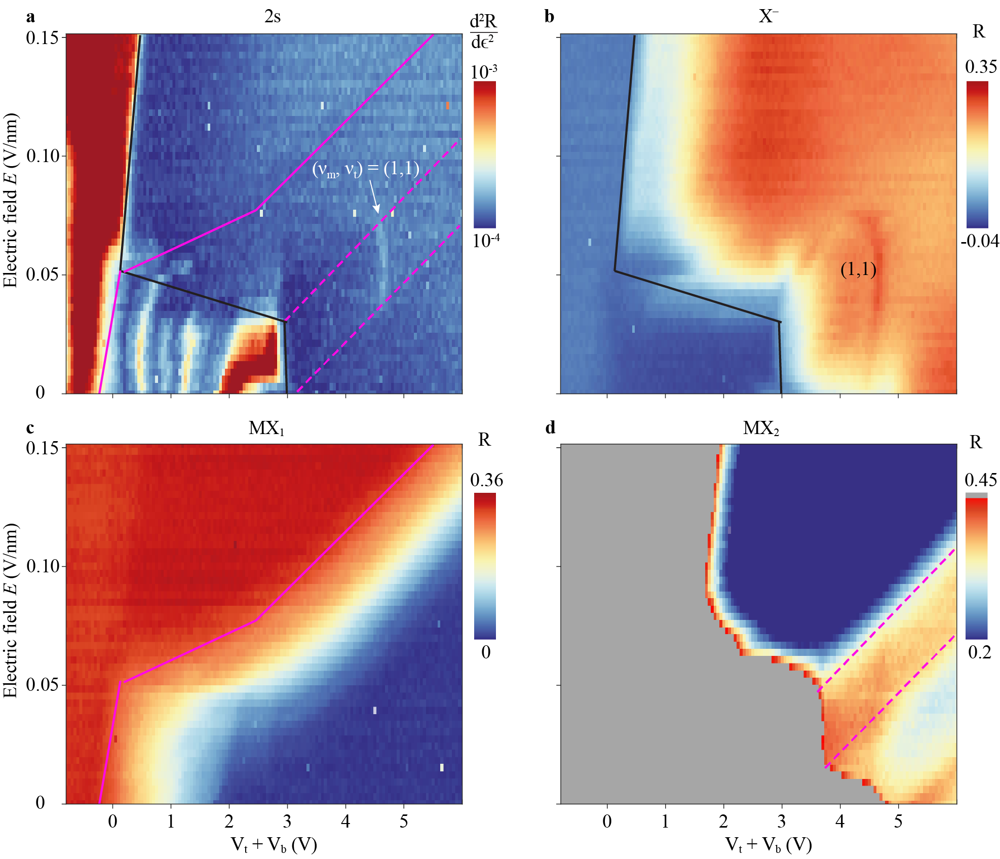 a
2s
d²R
dϵ²
b
X⁻
R
0.15
10⁻³
0.35
0.10
Electric field E (V/nm)
(νₘ, νₜ) = (1,1)
10⁻⁴
-0.04
0.05
(1,1)
0
c
MX₁
R
d
MX₂
R
0.15
0.36
0.45
0.10
Electric field E (V/nm)
0
0.2
0.05
0
0 1 2 3 4 5
0 1 2 3 4 5
Vₜ + V_b (V)
Vₜ + V_b (V)